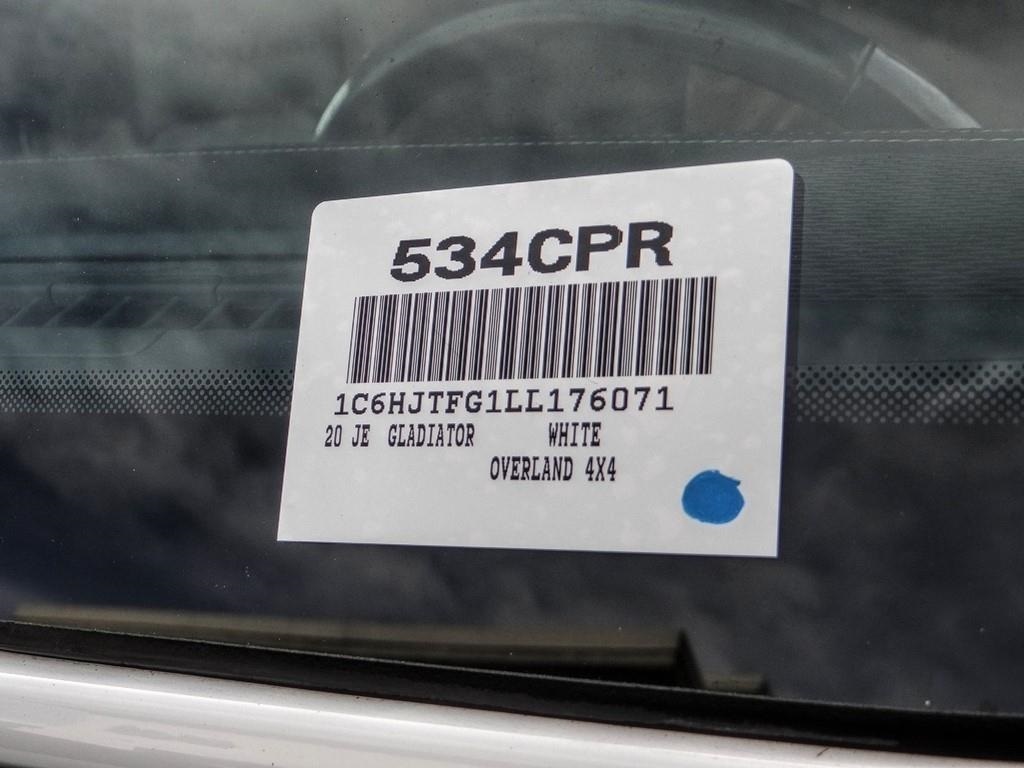 534CPR
1C6HJTFG1LL176071
20 JE GLADIATOR WHITE
OVERLAND 4X4